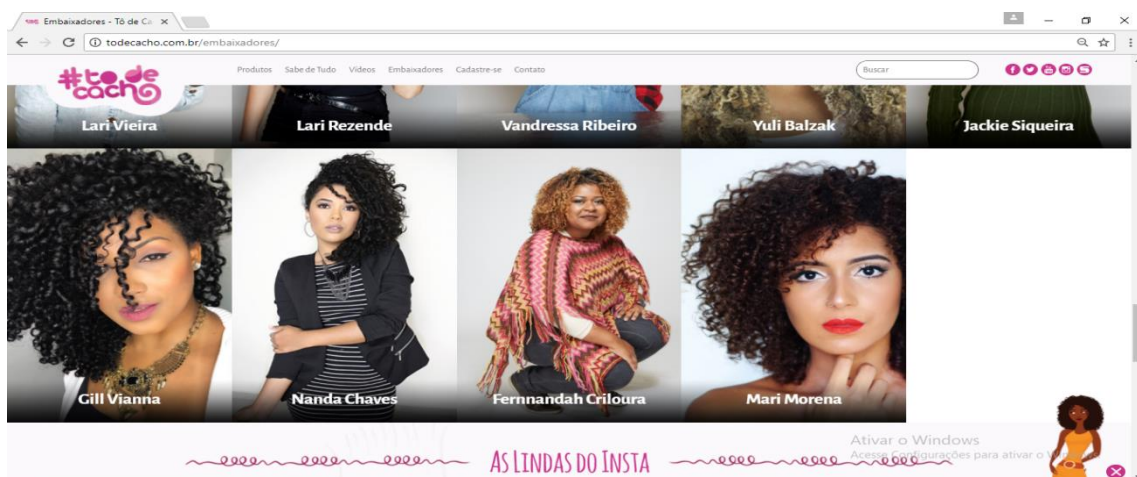 Embaixadores - Tô de Ca
todecacho.com.br/embaixadores/
#to de
cacho
Produtos Sabe de Tudo Vídeos Embaixadores Cadastre-se Contato
Buscar
Lari Vieira Lari Rezende Vandressa Ribeiro Yuli Balzak Jackie Siqueira
Gill Vianna Nanda Chaves Fernnandah Criloura Mari Morena
AS LINDAS DO INSTA
Ativar o Windows
Acesse Configurações para ativar o